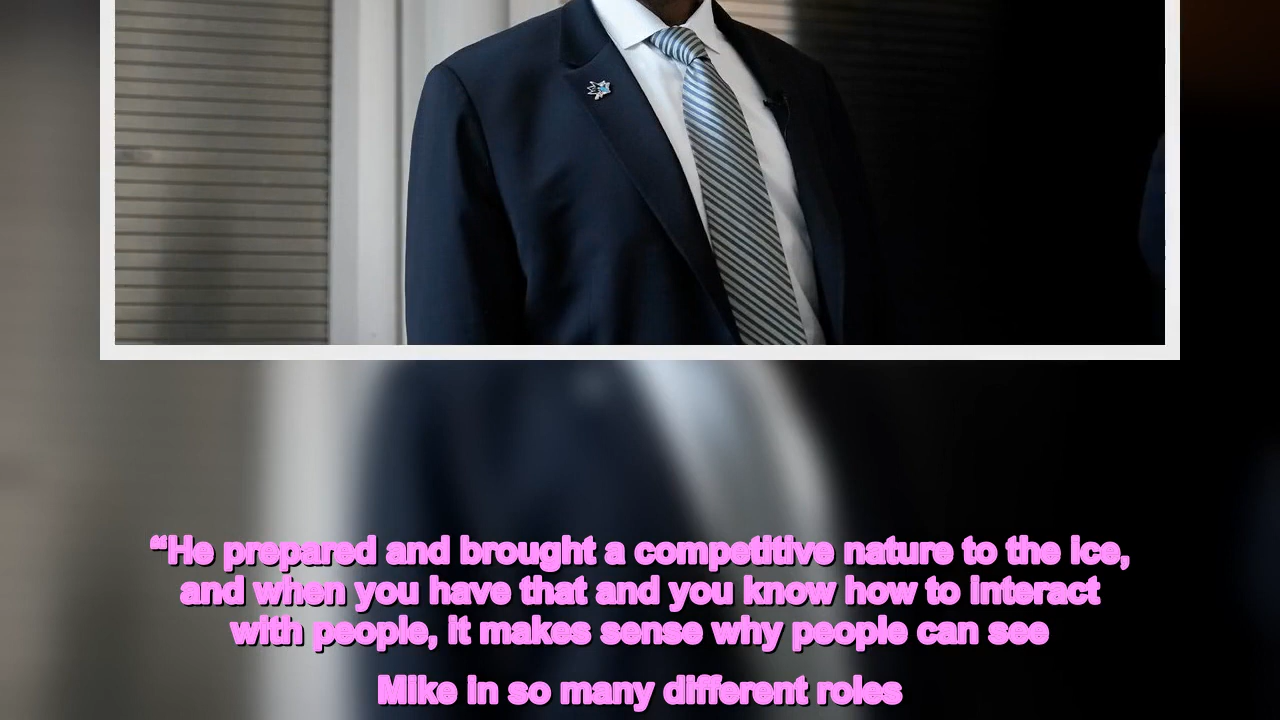 “He prepared and brought a competitive nature to the ice,
and when you have that and you know how to interact
with people, it makes sense why people can see
Mike in so many different roles